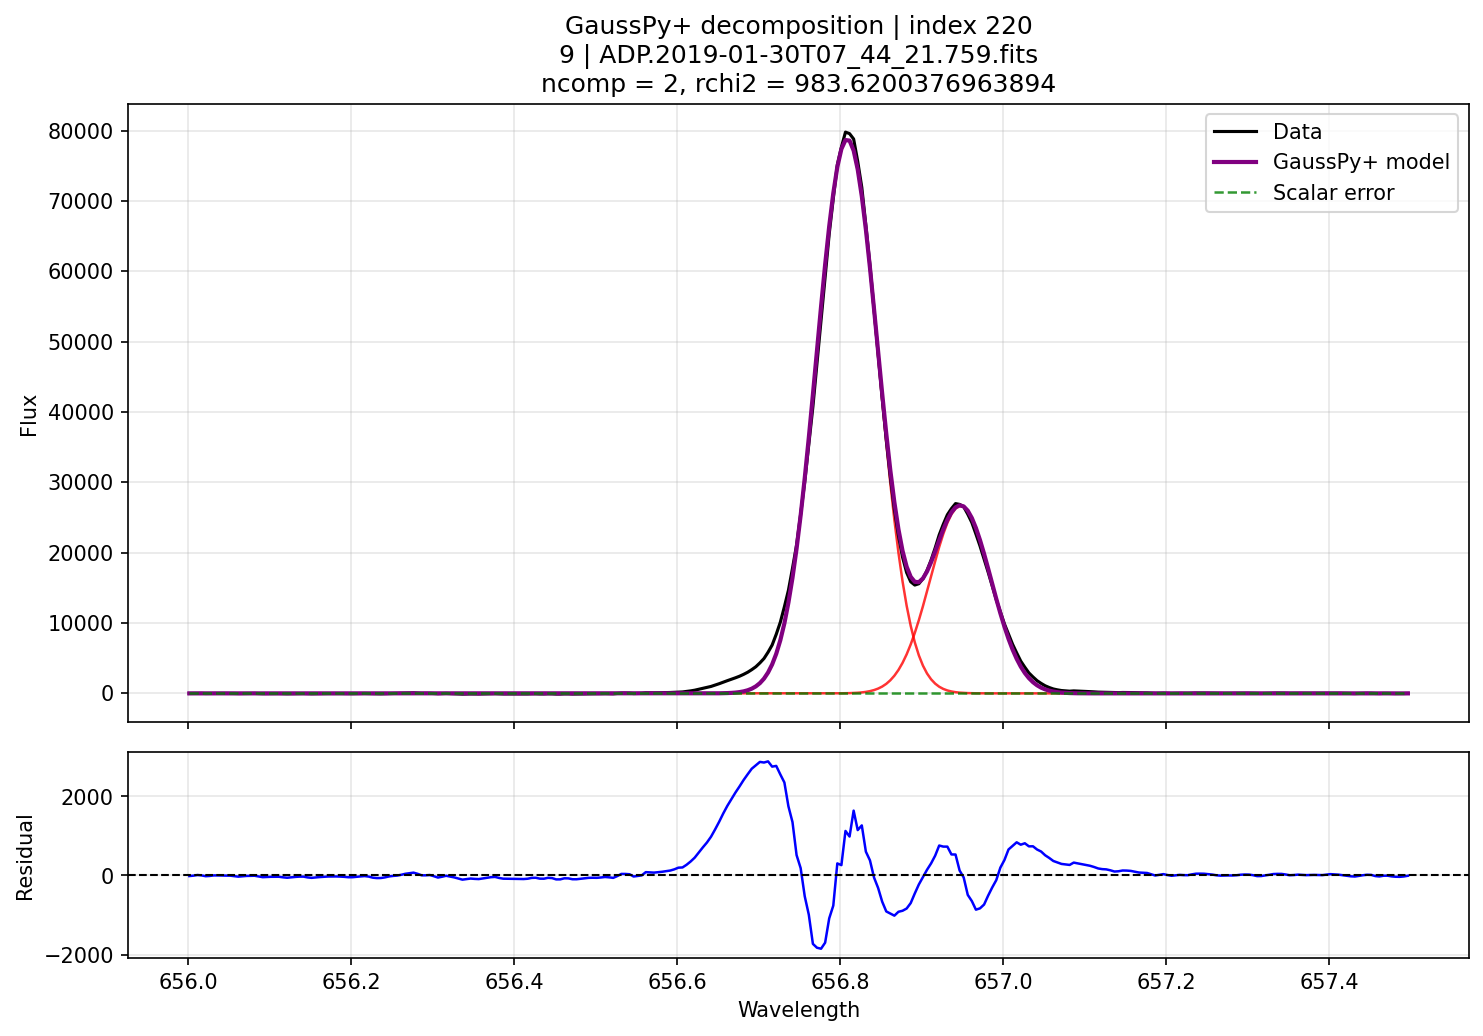 GaussPy+ decomposition | index 220
9 | ADP.2019-01-30T07_44_21.759.fits
ncomp = 2, rchi2 = 983.6200376963894
Data
GaussPy+ model
Scalar error
80000
70000
60000
50000
40000
30000
20000
10000
0
Flux
2000
0
−2000
Residual
656.0 656.2 656.4 656.6 656.8 657.0 657.2 657.4
Wavelength